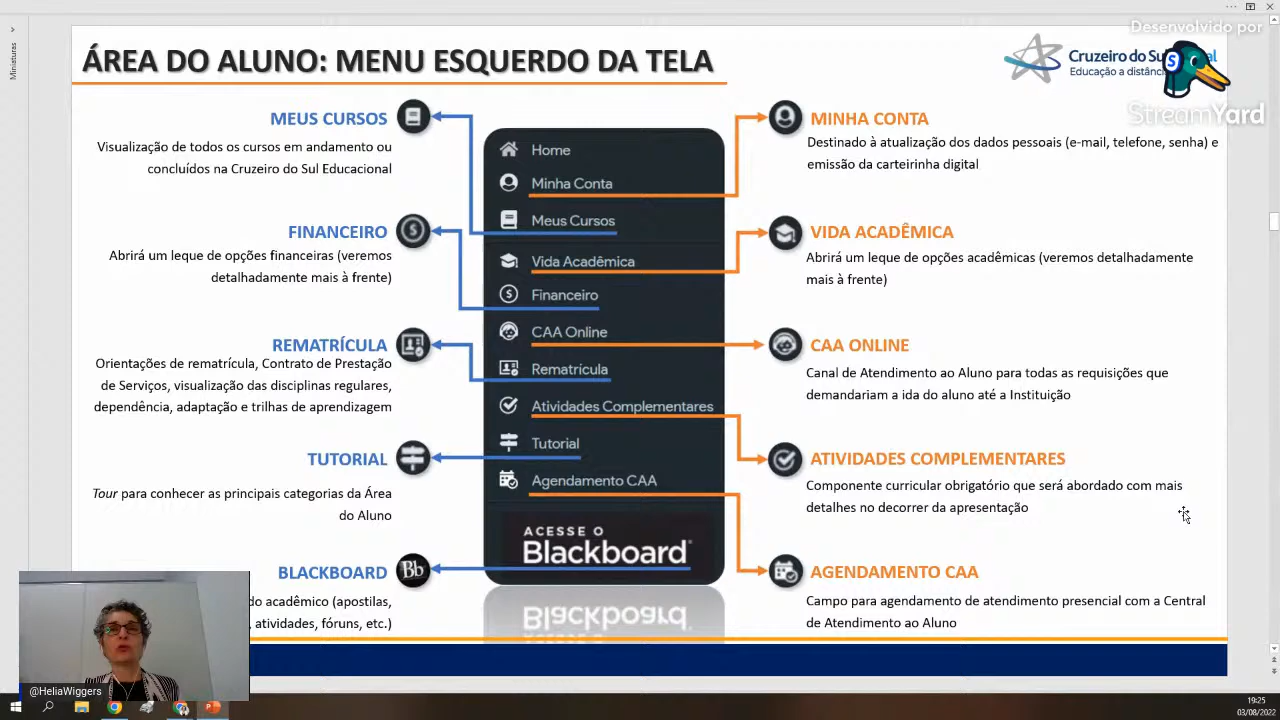 Desenvolvido por
StreamYard
Miniaturas
ÁREA DO ALUNO: MENU ESQUERDO DA TELA
Cruzeiro do Su
Educação a distânc
MEUS CURSOS
Visualização de todos os cursos em andamento ou
concluídos na Cruzeiro do Sul Educacional
FINANCEIRO
Abrirá um leque de opções financeiras (veremos
detalhadamente mais à frente)
REMATRÍCULA
Orientações de rematrícula, Contrato de Prestação
de Serviços, visualização das disciplinas regulares,
dependência, adaptação e trilhas de aprendizagem
TUTORIAL
Tour para conhecer as principais categorias da Área
do Aluno
BLACKBOARD
do acadêmico (apostilas,
, atividades, fóruns, etc.)
Home
Minha Conta
Meus Cursos
Vida Acadêmica
Financeiro
CAA Online
Rematrícula
Atividades Complementares
Tutorial
Agendamento CAA
ACESSE O
Blackboard
MINHA CONTA
Destinado à atualização dos dados pessoais (e-mail, telefone, senha) e
emissão da carteirinha digital
VIDA ACADÊMICA
Abrirá um leque de opções acadêmicas (veremos detalhadamente
mais à frente)
CAA ONLINE
Canal de Atendimento ao Aluno para todas as requisições que
demandariam a ida do aluno até a Instituição
ATIVIDADES COMPLEMENTARES
Componente curricular obrigatório que será abordado com mais
detalhes no decorrer da apresentação
AGENDAMENTO CAA
Campo para agendamento de atendimento presencial com a Central
de Atendimento ao Aluno
@HeliaWiggers
19:25
03/08/2022